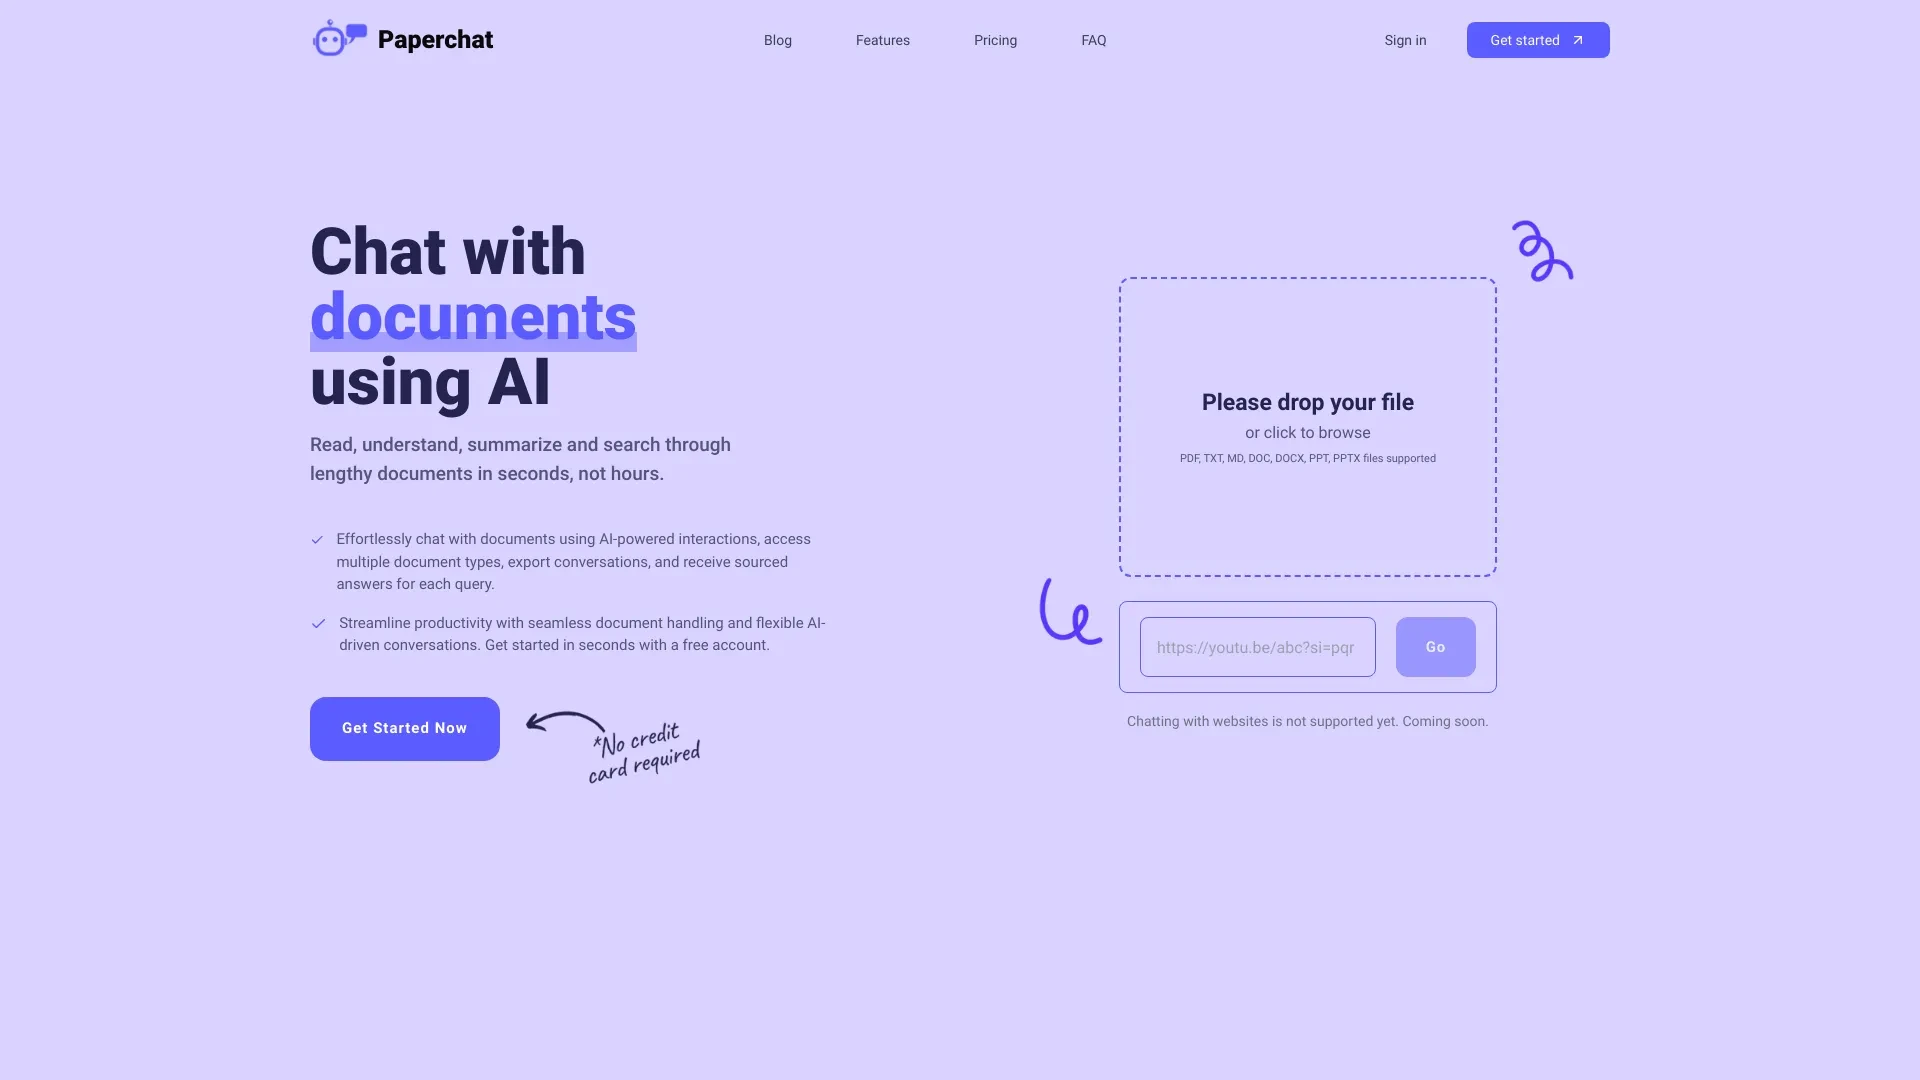 Paperchat
Blog
Features
Pricing
FAQ
Sign in
Get started
Chat with
documents
using AI
Read, understand, summarize and search through
lengthy documents in seconds, not hours.
Effortlessly chat with documents using AI-powered interactions, access
multiple document types, export conversations, and receive sourced
answers for each query.
Streamline productivity with seamless document handling and flexible AI-
driven conversations. Get started in seconds with a free account.
Get Started Now
*No credit
card required
Please drop your file
or click to browse
PDF, TXT, MD, DOC, DOCX, PPT, PPTX files supported
https://youtu.be/abc?si=pqr
Go
Chatting with websites is not supported yet. Coming soon.